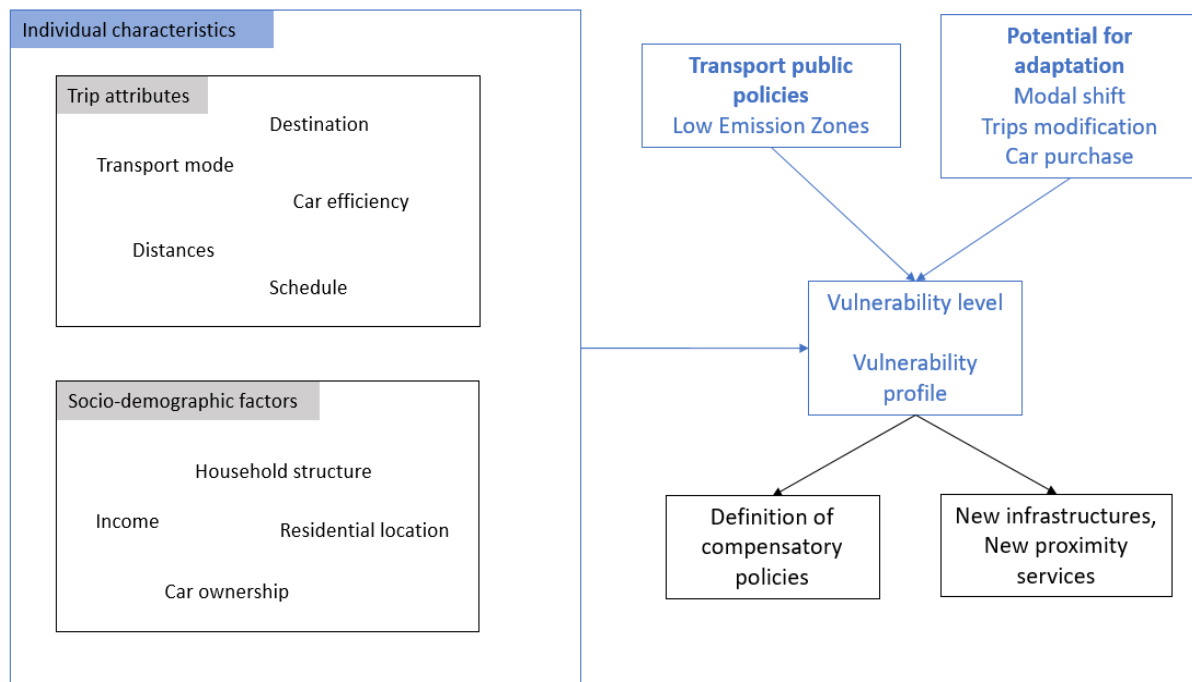 Individual characteristics
Trip attributes
Destination
Transport mode
Car efficiency
Distances
Schedule
Socio-demographic factors
Household structure
Income
Residential location
Car ownership
Transport public
policies
Low Emission Zones
Potential for
adaptation
Modal shift
Trips modification
Car purchase
Vulnerability level
Vulnerability
profile
Definition of
compensatory
policies
New infrastructures,
New proximity
services